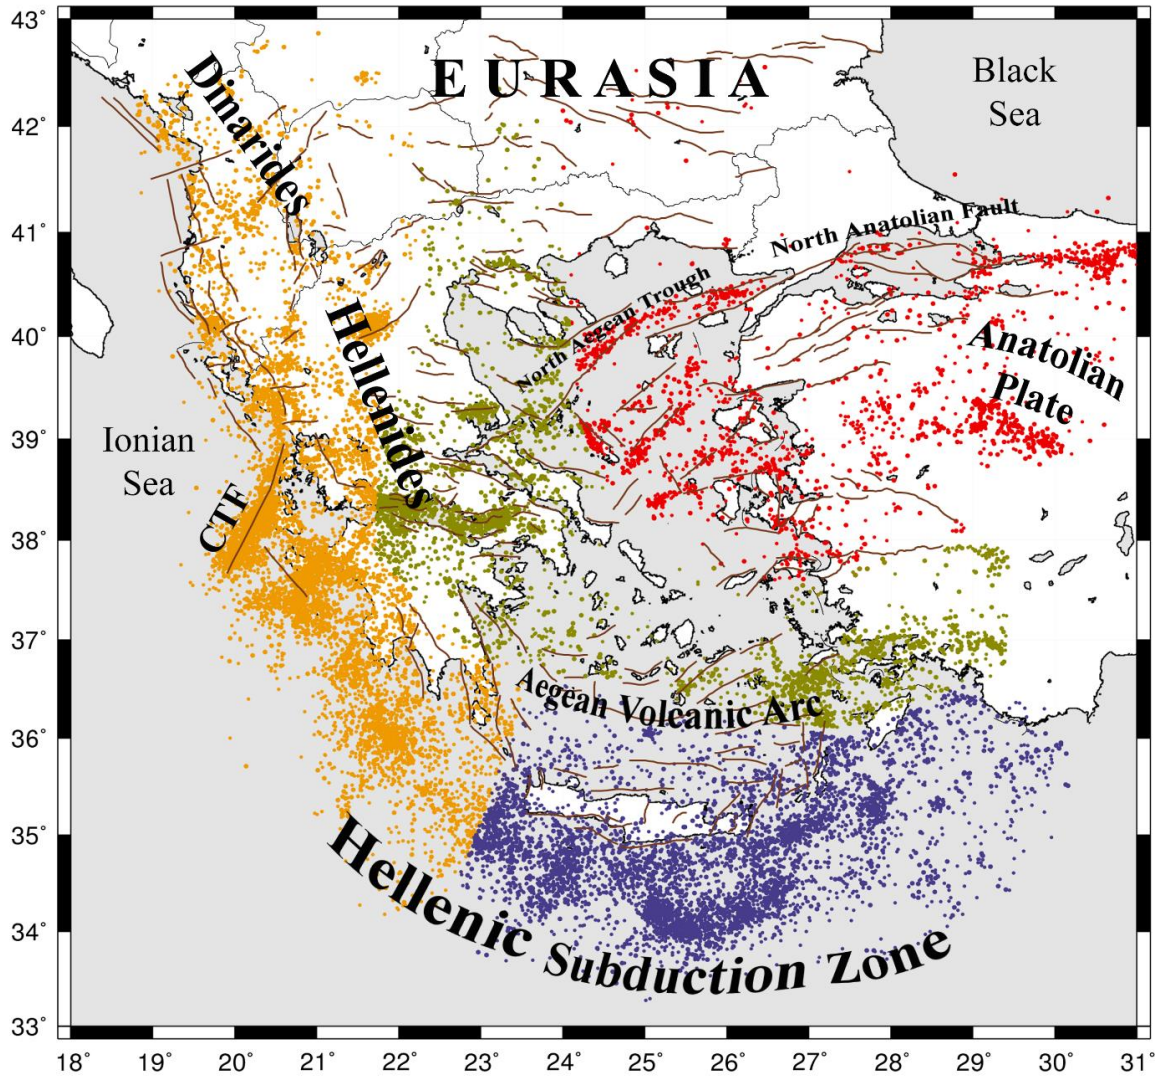 43°
42°
41°
40°
39°
38°
37°
36°
35°
34°
33°
18°
19°
20°
21°
22°
23°
24°
25°
26°
27°
28°
29°
30°
31°
EURASIA
Black
Sea
Dinarides
North Anatolian Fault
North Aegean Trough
Hellenides
Anatolian
Plate
Ionian
Sea
CTF
Aegean Volcanic Arc
Hellenic Subduction Zone